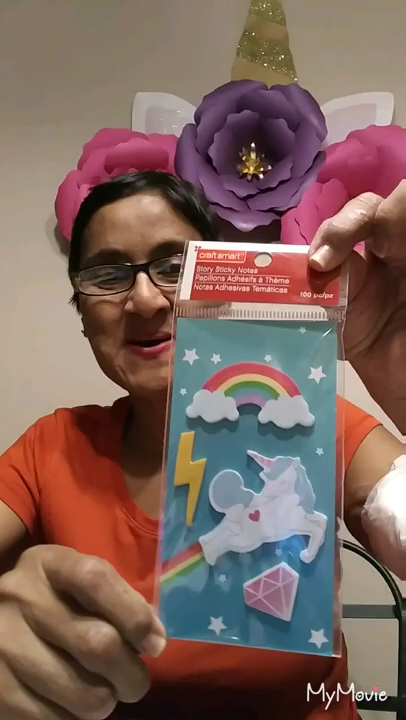 craft smart
Story Sticky Notes
Papillons Adhésifs à Thème
Notas Adhesivas Temáticas
100 pc/pz
MyMovie